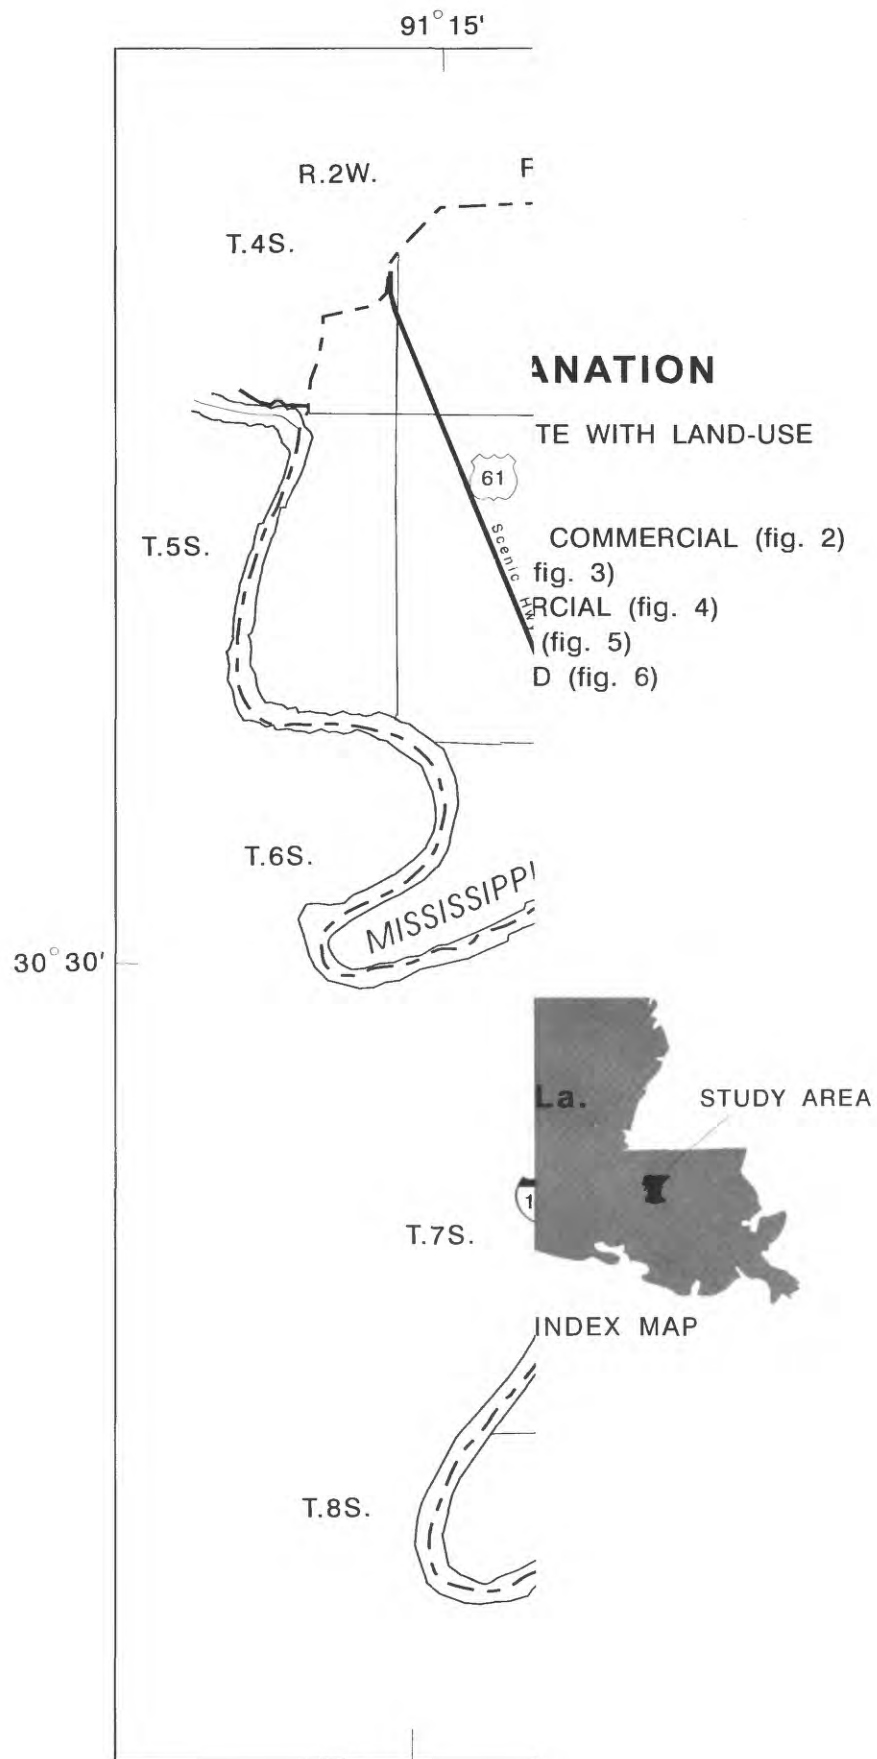 91° 15'
R.2W.
T.4S.
ANATION
TE WITH LAND-USE
61
Scenic Hwy
T.5S.
COMMERCIAL (fig. 2)
fig. 3)
RCIAL (fig. 4)
(fig. 5)
D (fig. 6)
T.6S.
MISSISSIPPI
30° 30'
La.
STUDY AREA
1
T.7S.
INDEX MAP
T.8S.